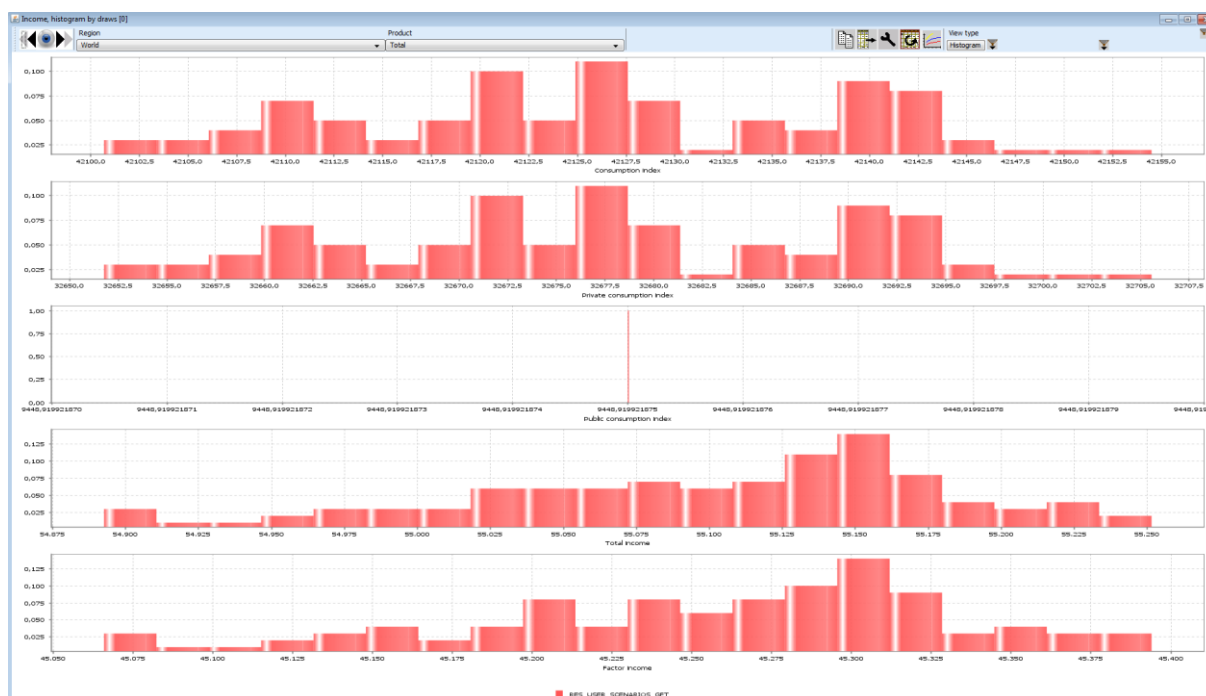 Income, histogram by draws [0]
Region
World
Product
Total
View type
Histogram
0,100
0,075
0,050
0,025
42100,0 42102,5 42105,0 42107,5 42110,0 42112,5 42115,0 42117,5 42120,0 42122,5 42125,0 42127,5 42130,0 42132,5 42135,0 42137,5 42140,0 42142,5 42145,0 42147,5 42150,0 42152,5 42155,0
Consumption index
0,100
0,075
0,050
0,025
32650,0 32652,5 32655,0 32657,5 32660,0 32662,5 32665,0 32667,5 32670,0 32672,5 32675,0 32677,5 32680,0 32682,5 32685,0 32687,5 32690,0 32692,5 32695,0 32697,5 32700,0 32702,5 32705,0 32707,5
Private consumption index
1,00
0,75
0,50
0,25
0,00
9448,919921870 9448,919921871 9448,919921872 9448,919921873 9448,919921874 9448,919921875 9448,919921876 9448,919921877 9448,919921878 9448,919921879 9448,919
Public consumption index
0,125
0,100
0,075
0,050
0,025
54,875 54,900 54,925 54,950 54,975 55,000 55,025 55,050 55,075 55,100 55,125 55,150 55,175 55,200 55,225 55,250
Total income
0,125
0,100
0,075
0,050
0,025
45,050 45,075 45,100 45,125 45,150 45,175 45,200 45,225 45,250 45,275 45,300 45,325 45,350 45,375 45,400
Factor income
RES_USER_SCENARIOS_GFT